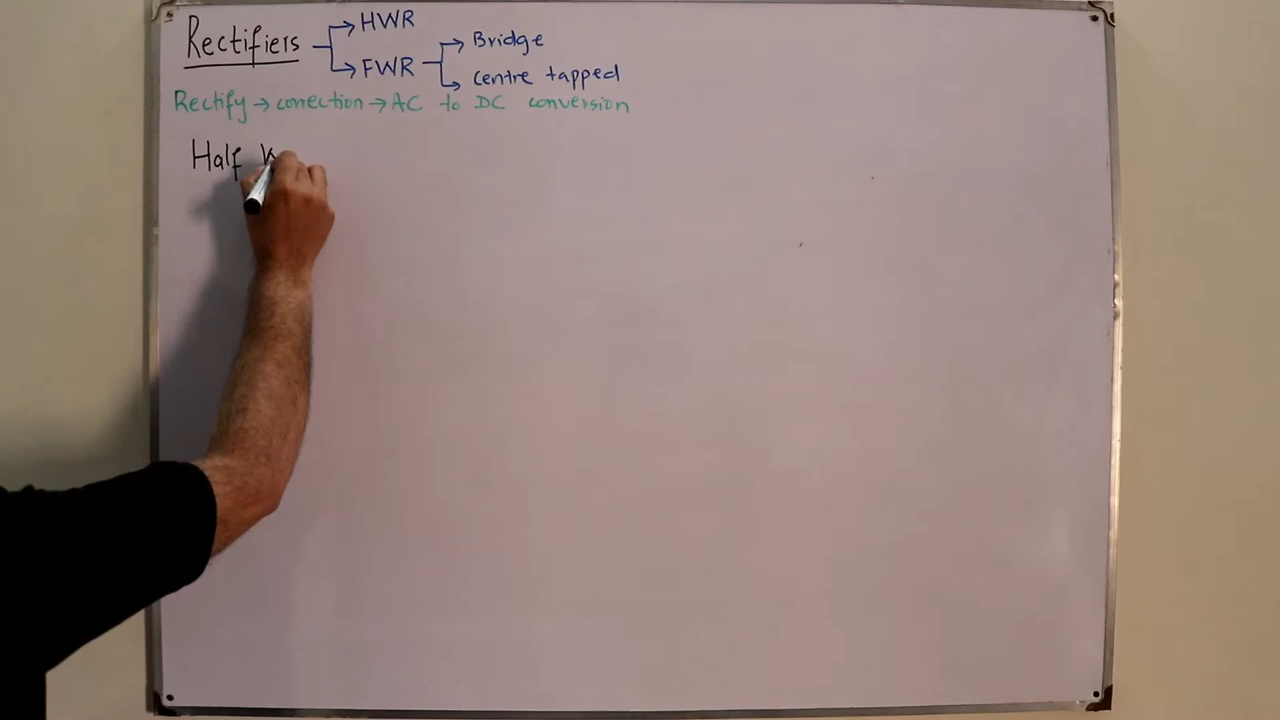 Rectifiers → HWR
→ FWR → Bridge
→ centre tapped
Rectify → correction → AC to DC conversion
Half W